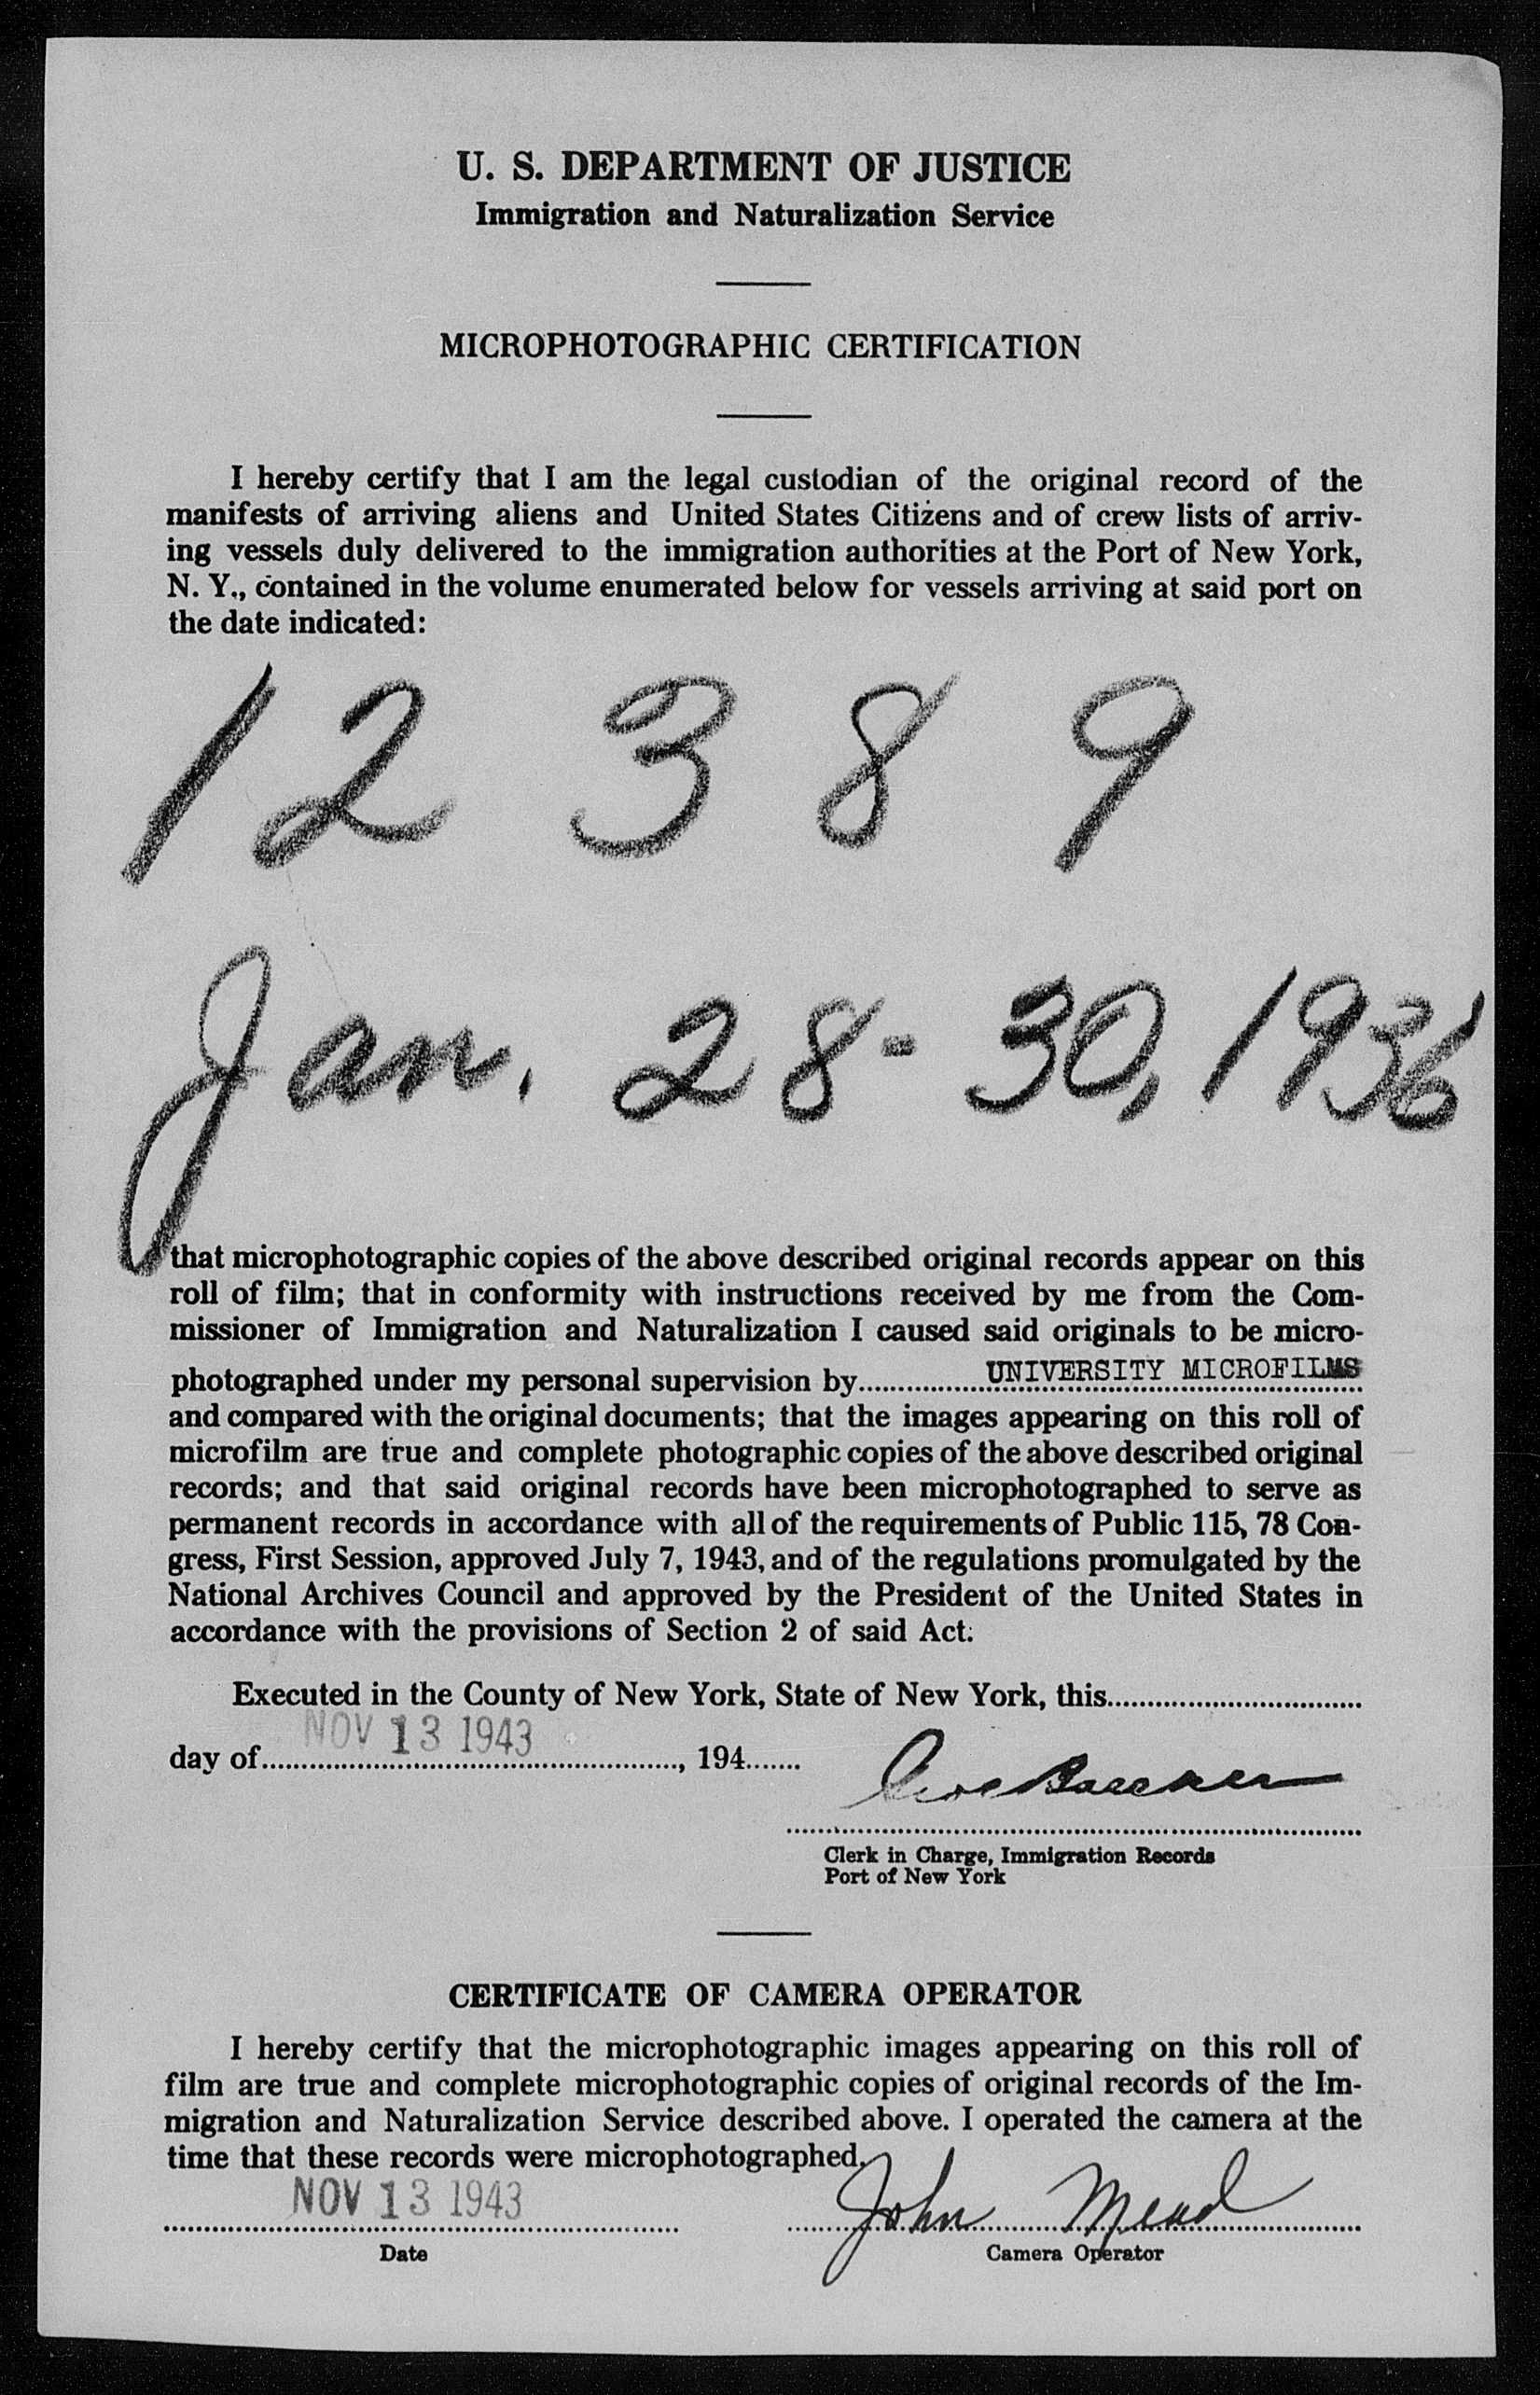 U. S. DEPARTMENT OF JUSTICE
Immigration and Naturalization Service
MICROPHOTOGRAPHIC CERTIFICATION
I hereby certify that I am the legal custodian of the original record of the
manifests of arriving aliens and United States Citizens and of crew lists of arriv-
ing vessels duly delivered to the immigration authorities at the Port of New York,
N. Y., contained in the volume enumerated below for vessels arriving at said port on
the date indicated:
12 3 8 9
Jan. 28-30, 1936
that microphotographic copies of the above described original records appear on this
roll of film; that in conformity with instructions received by me from the Com-
missioner of Immigration and Naturalization I caused said originals to be micro-
photographed under my personal supervision by UNIVERSITY MICROFILMS
and compared with the original documents; that the images appearing on this roll of
microfilm are true and complete photographic copies of the above described original
records; and that said original records have been microphotographed to serve as
permanent records in accordance with all of the requirements of Public 115, 78 Con-
gress, First Session, approved July 7, 1943, and of the regulations promulgated by the
National Archives Council and approved by the President of the United States in
accordance with the provisions of Section 2 of said Act.
Executed in the County of New York, State of New York, this
day of NOV 13 1943, 194
Clerk in Charge, Immigration Records
Port of New York
CERTIFICATE OF CAMERA OPERATOR
I hereby certify that the microphotographic images appearing on this roll of
film are true and complete microphotographic copies of original records of the Im-
migration and Naturalization Service described above. I operated the camera at the
time that these records were microphotographed.
NOV 13 1943 John Mead
Date Camera Operator